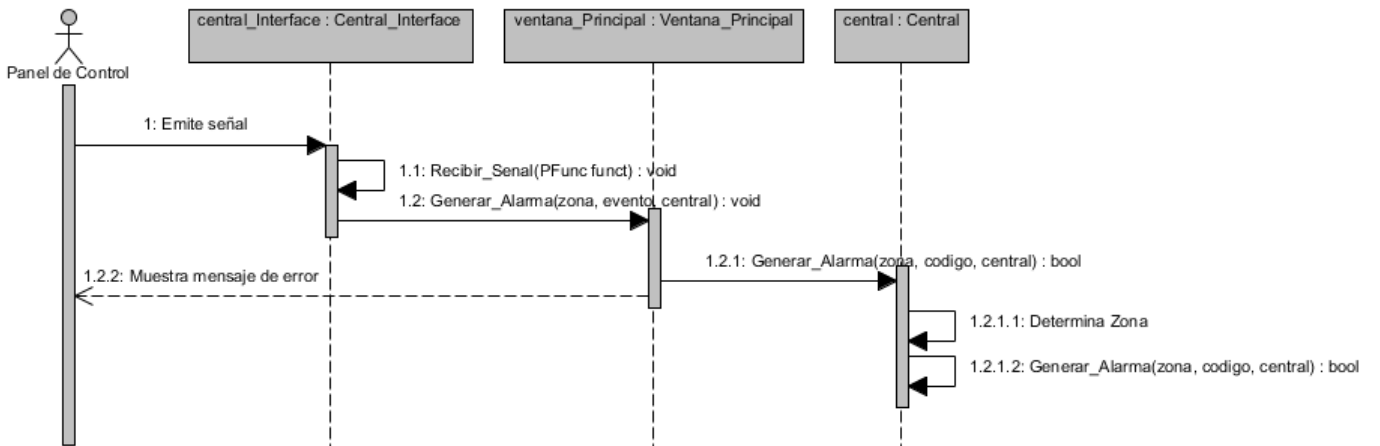 central_Interface : Central_Interface
ventana_Principal : Ventana_Principal
central : Central
Panel de Control
1: Emite señal
1.1: Recibir_Senal(PFunc funct) : void
1.2: Generar_Alarma(zona, evento, central) : void
1.2.1: Generar_Alarma(zona, codigo, central) : bool
1.2.2: Muestra mensaje de error
1.2.1.1: Determina Zona
1.2.1.2: Generar_Alarma(zona, codigo, central) : bool